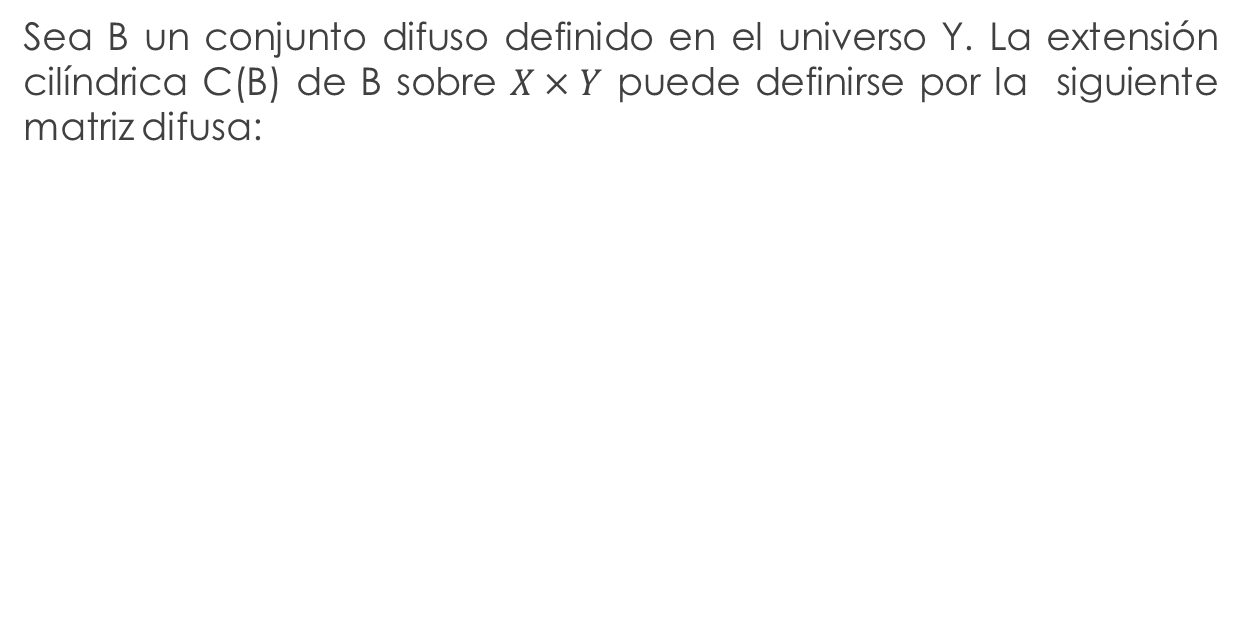 Sea B un conjunto difuso definido en el universo Y. La extensión
cilíndrica C(B) de B sobre X × Y puede definirse por la siguiente
matriz difusa: